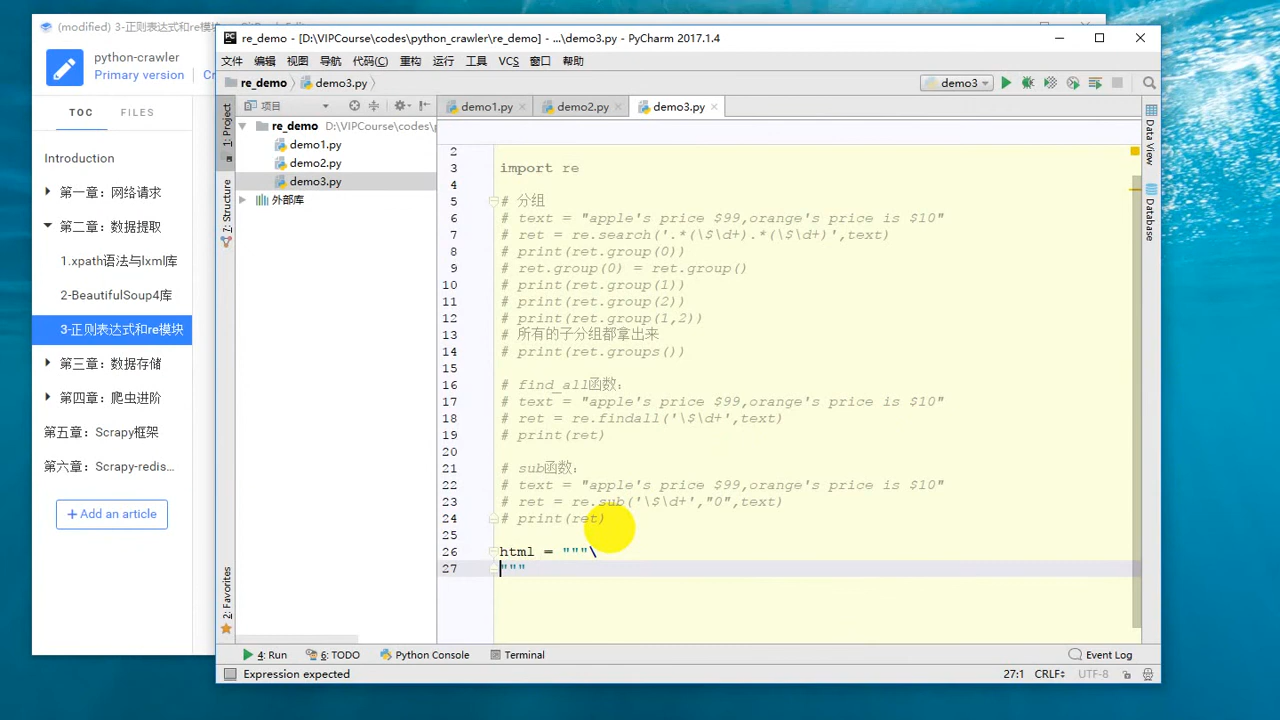 (modified) 3-正则表达式和re模块
python-crawler
Primary version
TOC
FILES
Introduction
第一章：网络请求
第二章：数据提取
1.xpath语法与lxml库
2-BeautifulSoup4库
3-正则表达式和re模块
第三章：数据存储
第四章：爬虫进阶
第五章：Scrapy框架
第六章：Scrapy-redis...
+ Add an article
re_demo - [D:\VIPCourse\codes\python_crawler\re_demo] - ...\demo3.py - PyCharm 2017.1.4
文件 编辑 视图 导航 代码(C) 重构 运行 工具 VCS 窗口 帮助
re_demo demo3.py
demo3
项目
demo1.py demo2.py demo3.py
1: Project
7: Structure
2: Favorites
re_demo D:\VIPCourse\codes\
demo1.py
demo2.py
demo3.py
外部库
2
3 import re
4
5 # 分组
6 # text = "apple's price $99,orange's price is $10"
7 # ret = re.search('.*(\$\d+).*(\$\d+)',text)
8 # print(ret.group(0))
9 # ret.group(0) = ret.group()
10 # print(ret.group(1))
11 # print(ret.group(2))
12 # print(ret.group(1,2))
13 # 所有的子分组都拿出来
14 # print(ret.groups())
15
16 # find_all函数：
17 # text = "apple's price $99,orange's price is $10"
18 # ret = re.findall('\$\d+',text)
19 # print(ret)
20
21 # sub函数：
22 # text = "apple's price $99,orange's price is $10"
23 # ret = re.sub('\$\d+',"0",text)
24 # print(ret)
25
26 html = """\
27 """
Data View
Database
4: Run 6: TODO Python Console Terminal Event Log
Expression expected 27:1 CRLF UTF-8